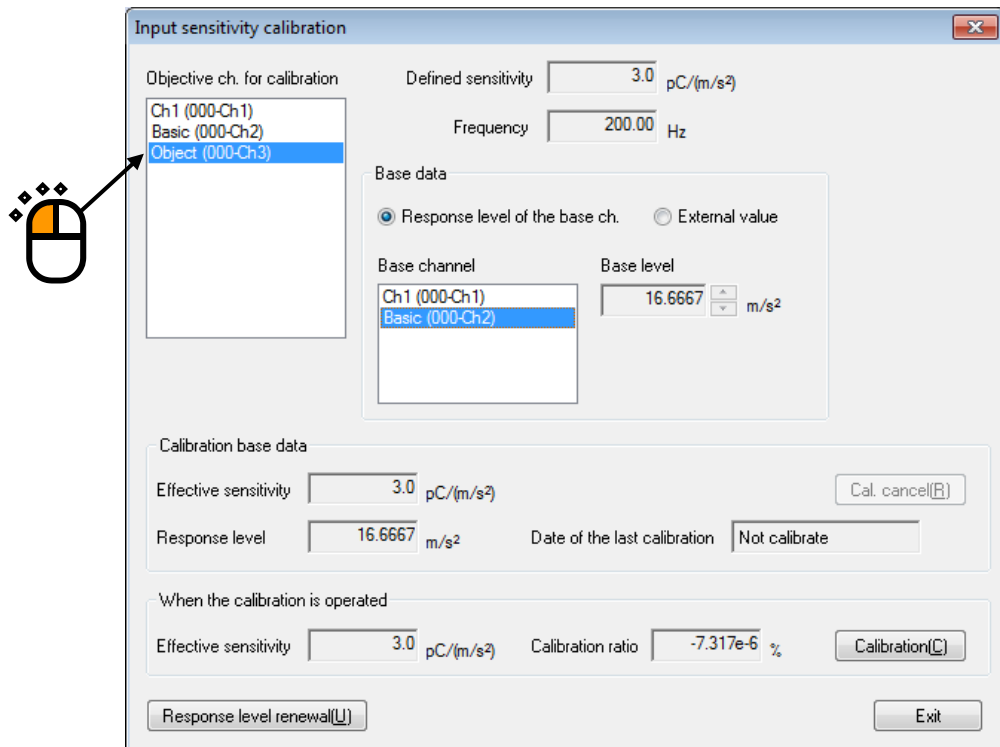 Input sensitivity calibration
Objective ch. for calibration
Ch1 (000-Ch1)
Basic (000-Ch2)
Object (000-Ch3)
Defined sensitivity 3.0 pC/(m/s²)
Frequency 200.00 Hz
Base data
Response level of the base ch. External value
Base channel
Ch1 (000-Ch1)
Basic (000-Ch2)
Base level
16.6667 m/s²
Calibration base data
Effective sensitivity 3.0 pC/(m/s²) Cal. cancel(R)
Response level 16.6667 m/s² Date of the last calibration Not calibrate
When the calibration is operated
Effective sensitivity 3.0 pC/(m/s²) Calibration ratio -7.317e-6 % Calibration(C)
Response level renewal(U) Exit